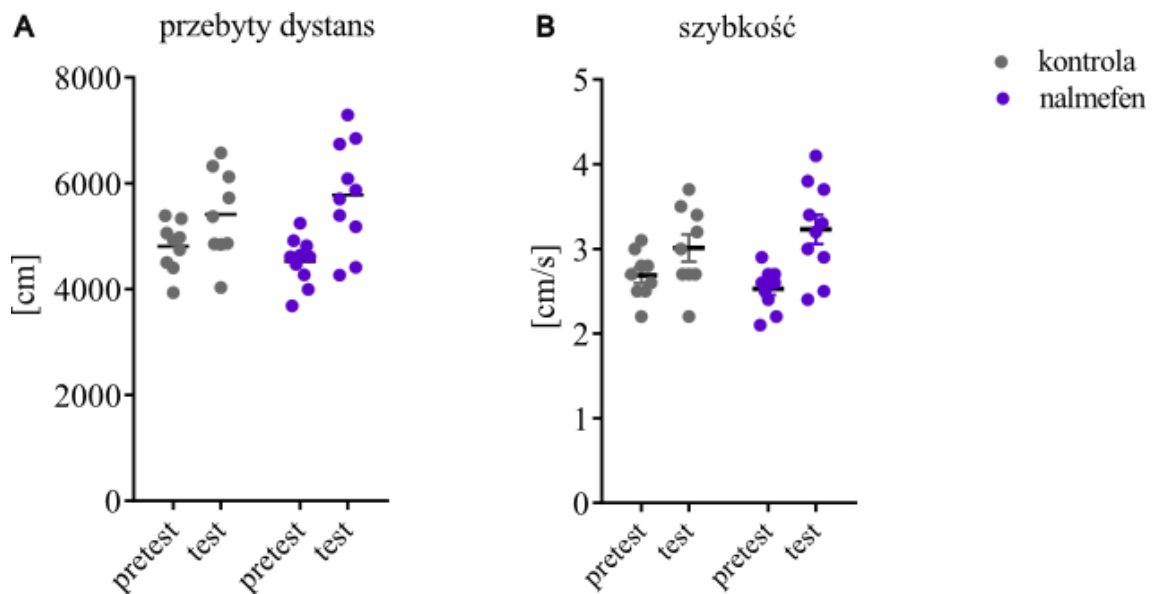 A przebyty dystans
8000
6000
4000
2000
0
[cm]
pretest
test
pretest
test
B szybkość
5
4
3
2
1
0
[cm/s]
pretest
test
pretest
test
kontrola
nalmefen